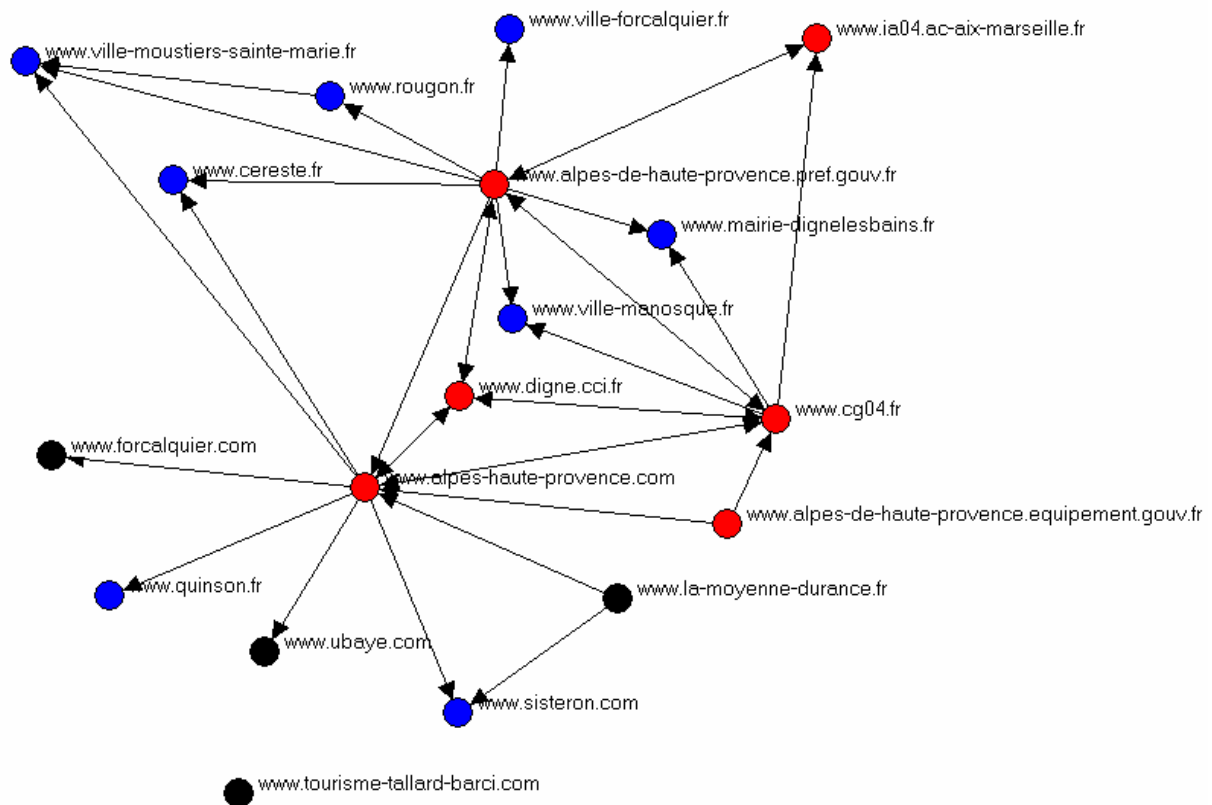 www.ville-forcalquier.fr
www.ia04.ac-aix-marseille.fr
www.ville-moustiers-sainte-marie.fr
www.rougon.fr
www.cereste.fr
www.alpes-de-haute-provence.pref.gouv.fr
www.mairie-dignelesbains.fr
www.ville-manosque.fr
www.digne.cci.fr
www.cg04.fr
www.forcalquier.com
www.alpes-haute-provence.com
www.alpes-de-haute-provence.equipement.gouv.fr
www.quinson.fr
www.la-moyenne-durance.fr
www.ubaye.com
www.sisteron.com
www.tourisme-tallard-barci.com